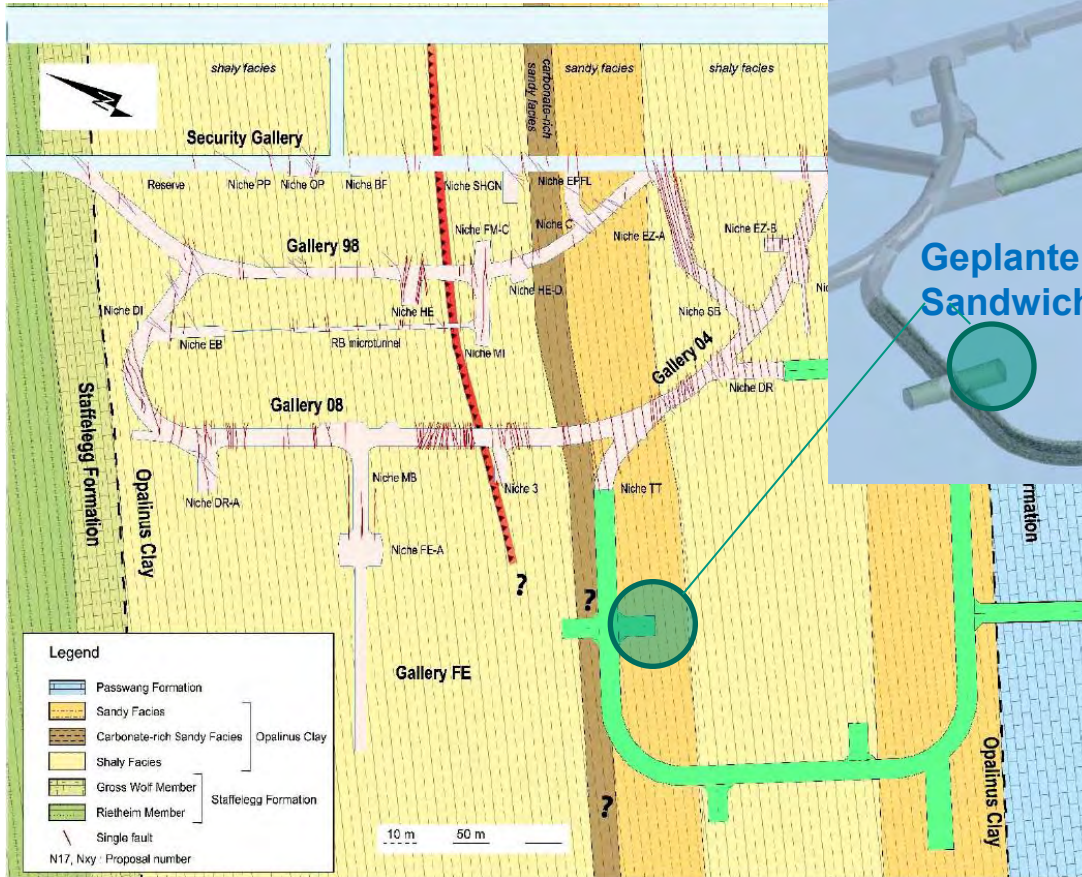 shaly facies
carbonate-rich
sandy facies
sandy facies
shaly facies
Security Gallery
Reserve
Niche PP
Niche OP
Niche BF
Niche SHGN
Niche EPFL
Niche FM-C
Niche C
Niche EZ-A
Niche EZ-B
Gallery 98
Niche HE-D
Niche DI
Niche HE
Niche SB
Niche EB
RB microtunnel
Niche MI
Gallery 04
Niche DR
Geplante
Sandwich
Staffelegg Formation
Opalinus Clay
Gallery 08
Niche DR-A
Niche MB
Niche 3
Niche TT
Niche FE-A
?
?
?
Gallery FE
rmation
Opalinus Clay
Legend
Passwang Formation
Sandy Facies
Carbonate-rich Sandy Facies
Opalinus Clay
Shaly Facies
Gross Wolf Member
Staffelegg Formation
Rietheim Member
Single fault
N17, Nxy : Proposal number
10 m
50 m